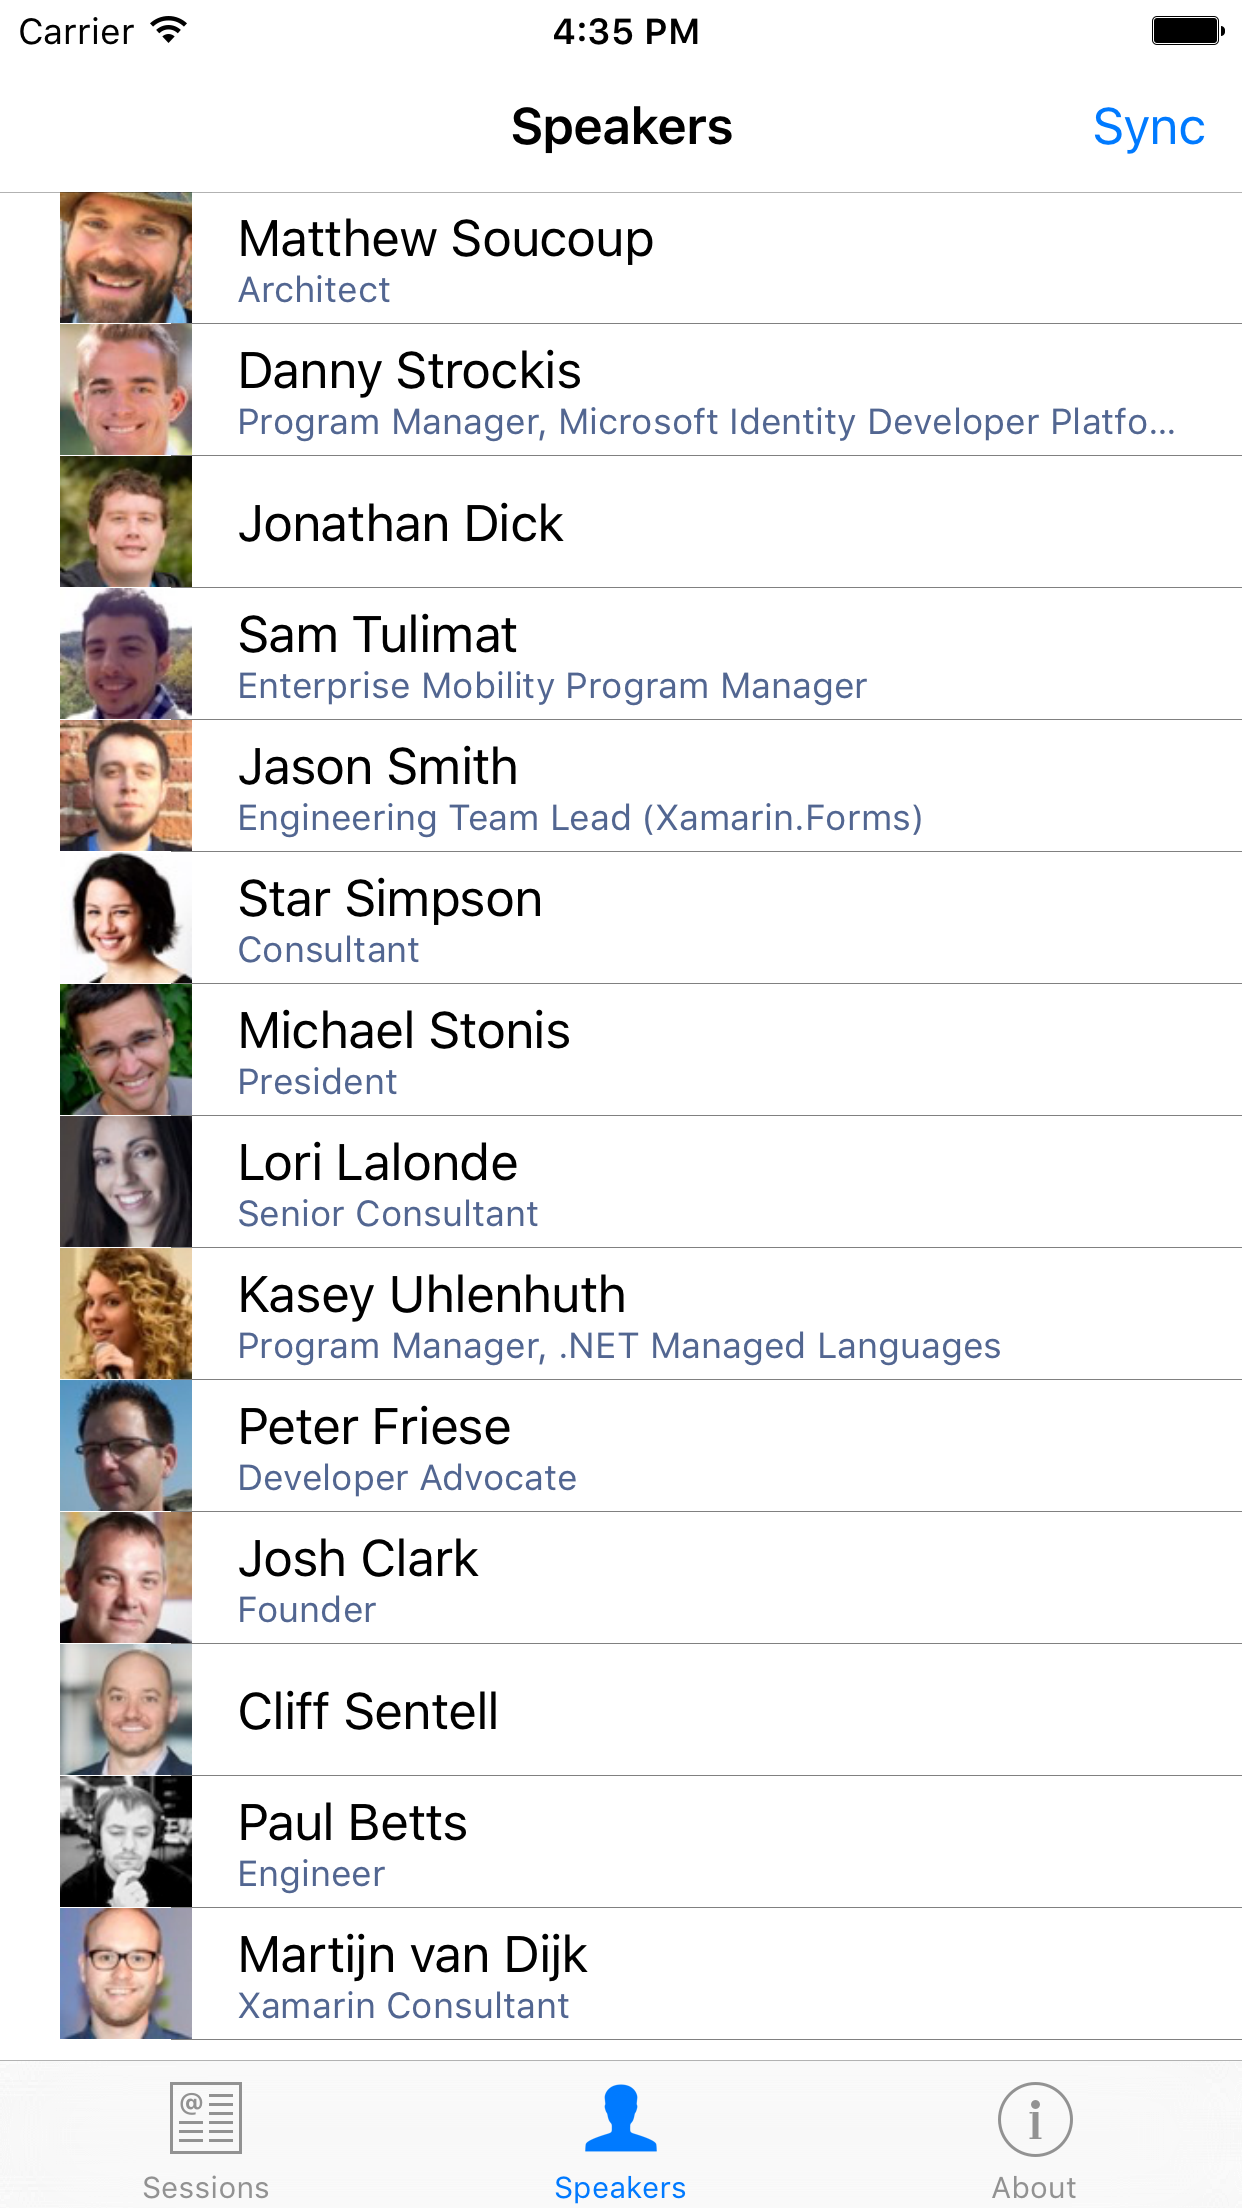 Carrier 4:35 PM
Speakers Sync
Matthew Soucoup
Architect
Danny Strockis
Program Manager, Microsoft Identity Developer Platfo...
Jonathan Dick
Sam Tulimat
Enterprise Mobility Program Manager
Jason Smith
Engineering Team Lead (Xamarin.Forms)
Star Simpson
Consultant
Michael Stonis
President
Lori Lalonde
Senior Consultant
Kasey Uhlenhuth
Program Manager, .NET Managed Languages
Peter Friese
Developer Advocate
Josh Clark
Founder
Cliff Sentell
Paul Betts
Engineer
Martijn van Dijk
Xamarin Consultant
@ i
Sessions Speakers About